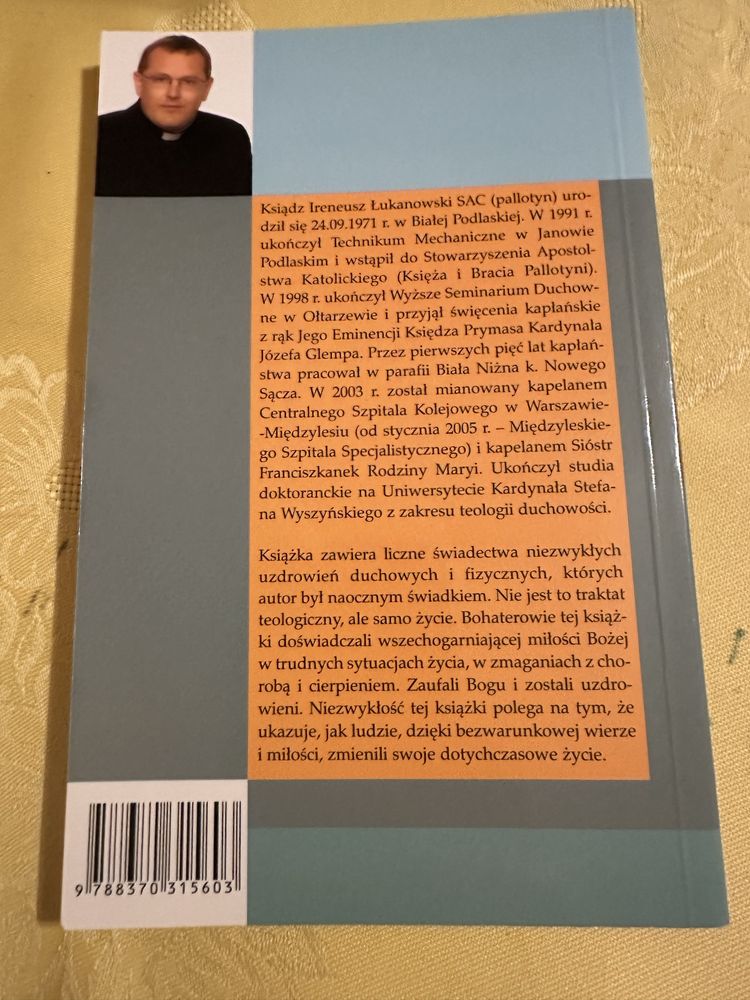 Ksiądz Ireneusz Łukanowski SAC (pallotyn) uro-
dził się 24.09.1971 r. w Białej Podlaskiej. W 1991 r.
ukończył Technikum Mechaniczne w Janowie
Podlaskim i wstąpił do Stowarzyszenia Apostol-
stwa Katolickiego (Księża i Bracia Pallotyni).
W 1998 r. ukończył Wyższe Seminarium Duchow-
ne w Ołtarzewie i przyjął święcenia kapłańskie
z rąk Jego Eminencji Księdza Prymasa Kardynała
Józefa Glempa. Przez pierwszych pięć lat kapłań-
stwa pracował w parafii Biała Niżna k. Nowego
Sącza. W 2003 r. został mianowany kapelanem
Centralnego Szpitala Kolejowego w Warszawie-
-Międzylesiu (od stycznia 2005 r. – Międzyleskie-
go Szpitala Specjalistycznego) i kapelanem Sióstr
Franciszkanek Rodziny Maryi. Ukończył studia
doktoranckie na Uniwersytecie Kardynała Stefa-
na Wyszyńskiego z zakresu teologii duchowości.
Książka zawiera liczne świadectwa niezwykłych
uzdrowień duchowych i fizycznych, których
autor był naocznym świadkiem. Nie jest to traktat
teologiczny, ale samo życie. Bohaterowie tej książ-
ki doświadczali wszechogarniającej miłości Bożej
w trudnych sytuacjach życia, w zmaganiach z cho-
robą i cierpieniem. Zaufali Bogu i zostali uzdro-
wieni. Niezwykłość tej książki polega na tym, że
ukazuje, jak ludzie, dzięki bezwarunkowej wierze
i miłości, zmienili swoje dotychczasowe życie.
9 788370 315603